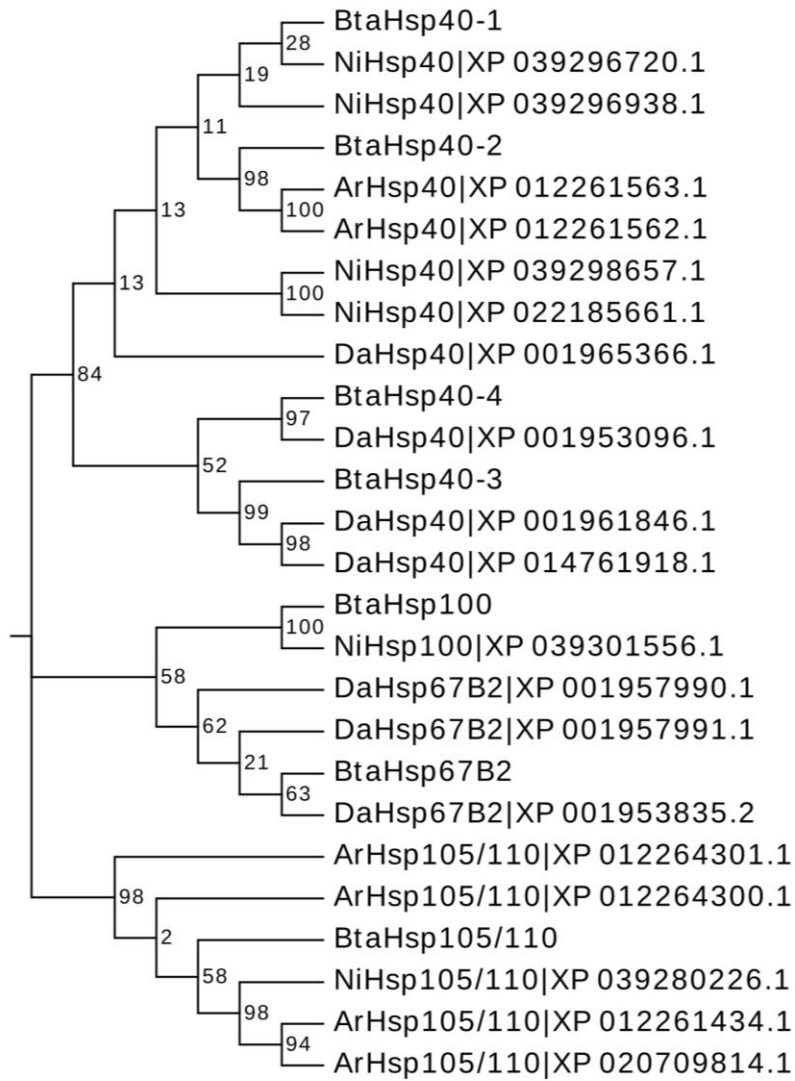 BtaHsp40-1
28
NiHsp40|XP 039296720.1
19
NiHsp40|XP 039296938.1
11
BtaHsp40-2
98
ArHsp40|XP 012261563.1
13
100
ArHsp40|XP 012261562.1
NiHsp40|XP 039298657.1
13
100
NiHsp40|XP 022185661.1
DaHsp40|XP 001965366.1
84
BtaHsp40-4
97
DaHsp40|XP 001953096.1
52
BtaHsp40-3
99
DaHsp40|XP 001961846.1
98
DaHsp40|XP 014761918.1
BtaHsp100
100
NiHsp100|XP 039301556.1
58
DaHsp67B2|XP 001957990.1
62
DaHsp67B2|XP 001957991.1
21
BtaHsp67B2
63
DaHsp67B2|XP 001953835.2
ArHsp105/110|XP 012264301.1
98
ArHsp105/110|XP 012264300.1
2
BtaHsp105/110
58
NiHsp105/110|XP 039280226.1
98
ArHsp105/110|XP 012261434.1
94
ArHsp105/110|XP 020709814.1